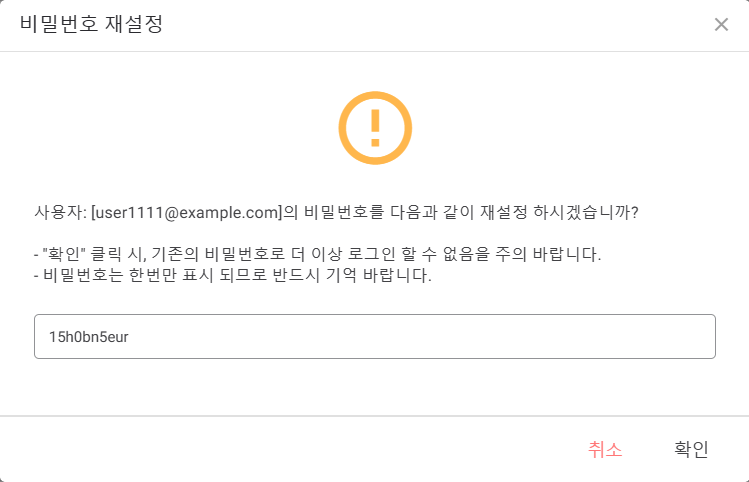 비밀번호 재설정
사용자: [user1111@example.com]의 비밀번호를 다음과 같이 재설정 하시겠습니까?
- "확인" 클릭 시, 기존의 비밀번호로 더 이상 로그인 할 수 없음을 주의 바랍니다.
- 비밀번호는 한번만 표시 되므로 반드시 기억 바랍니다.
15h0bn5eur
취소 확인